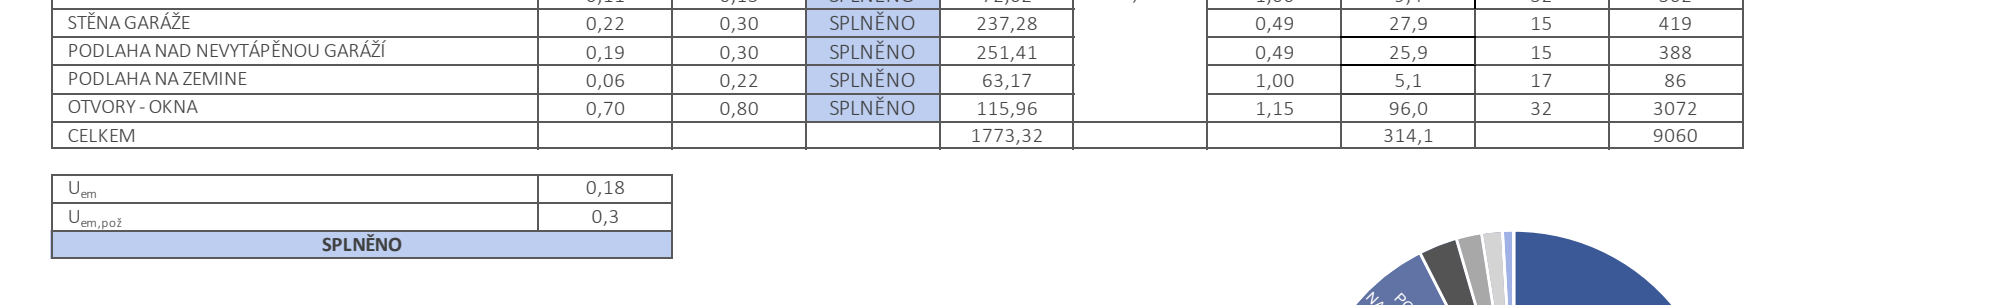 SPLNĚNO
STĚNA GARÁŽE 0,22 0,30 SPLNĚNO 237,28 0,49 27,9 15 419
PODLAHA NAD NEVYTÁPĚNOU GARÁŽÍ 0,19 0,30 SPLNĚNO 251,41 0,49 25,9 15 388
PODLAHA NA ZEMINE 0,06 0,22 SPLNĚNO 63,17 1,00 5,1 17 86
OTVORY - OKNA 0,70 0,80 SPLNĚNO 115,96 1,15 96,0 32 3072
CELKEM 1773,32 314,1 9060
Uem 0,18
Uem,pož 0,3
SPLNĚNO